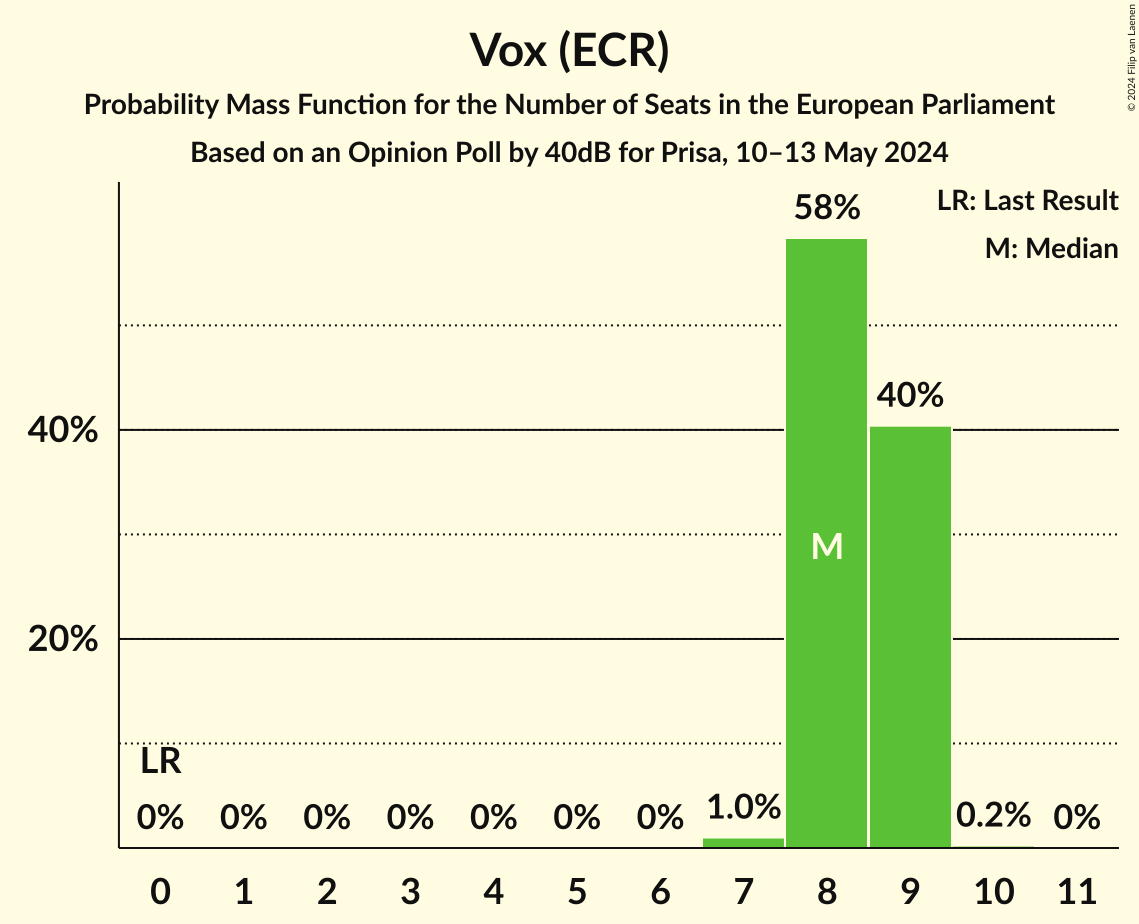 Vox (ECR)
Probability Mass Function for the Number of Seats in the European Parliament
Based on an Opinion Poll by 40dB for Prisa, 10–13 May 2024
© 2024 Filip van Laenen
LR: Last Result
M: Median
58%
40%
40%
M
20%
LR
0% 0% 0% 0% 0% 0% 0% 1.0% 0.2% 0%
0 1 2 3 4 5 6 7 8 9 10 11